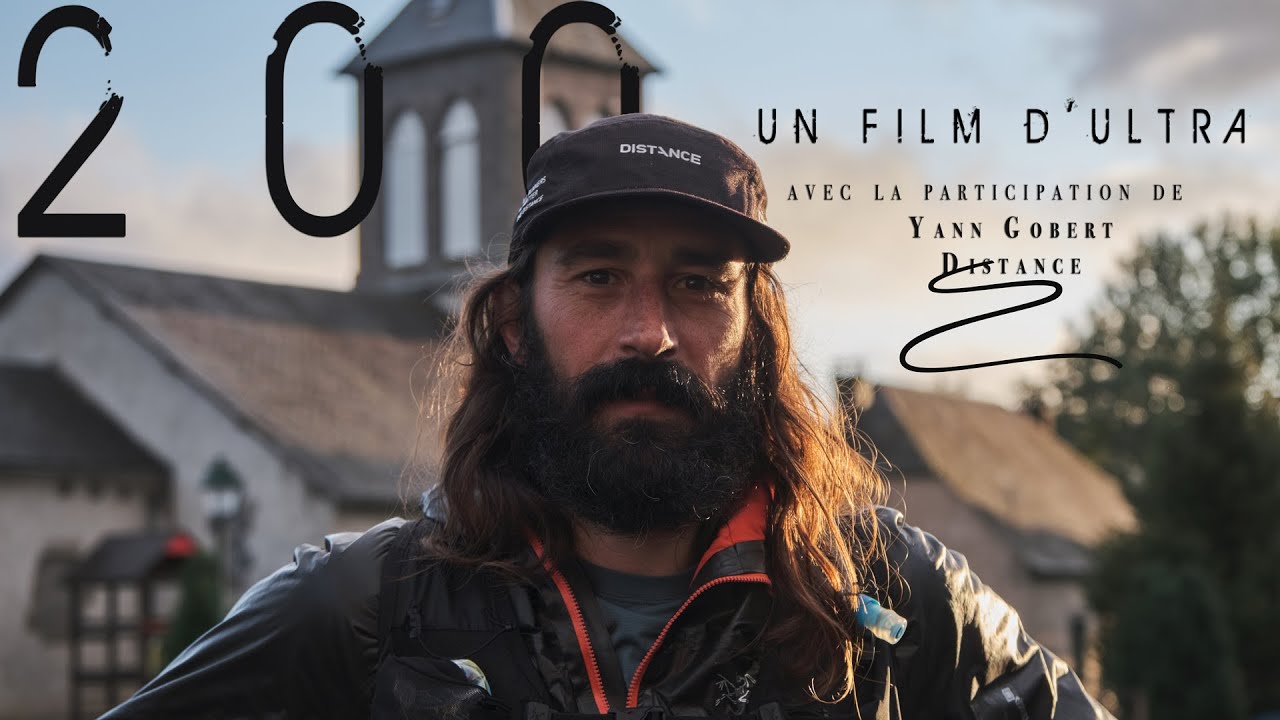 200
UN FILM D'ULTRA
AVEC LA PARTICIPATION DE
YANN GOBERT
DISTANCE
DISTANCE